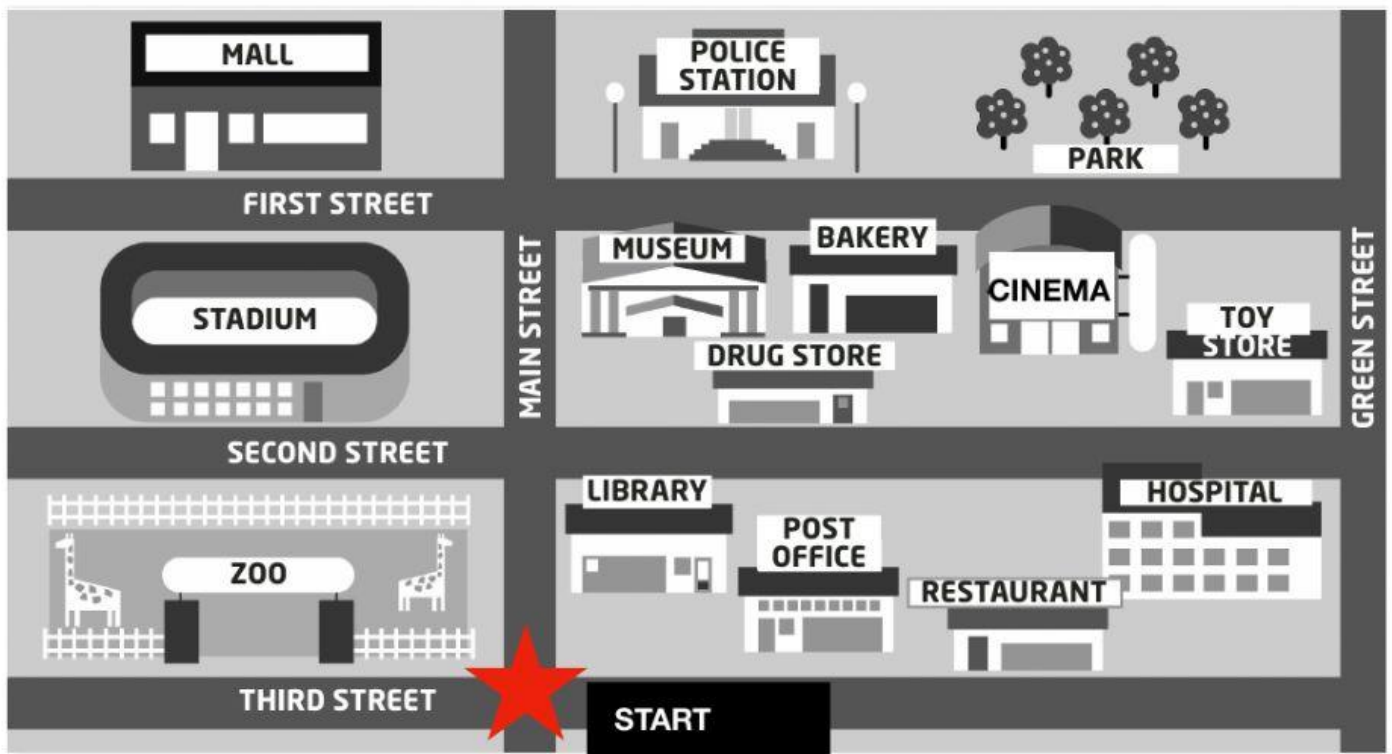 MALL
POLICE
STATION
PARK
FIRST STREET
MUSEUM
BAKERY
CINEMA
STADIUM
MAIN STREET
DRUG STORE
TOY
STORE
GREEN STREET
SECOND STREET
LIBRARY
HOSPITAL
POST
OFFICE
ZOO
RESTAURANT
THIRD STREET
START